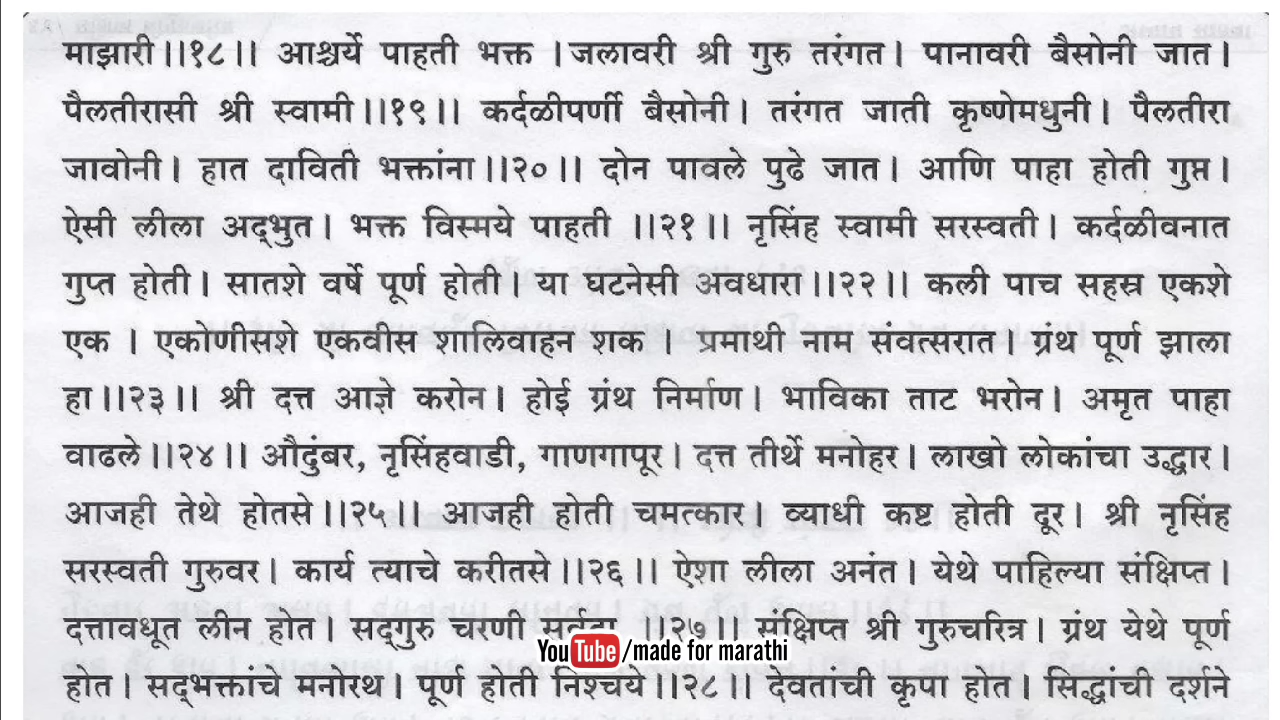 माझारी।।१८।। आश्चर्ये पाहती भक्त । जलावरी श्री गुरु तरंगत। पानावरी बैसोनी जात।
पैलतीरासी श्री स्वामी।।१९।। कर्दळीपर्णी बैसोनी। तरंगत जाती कृष्णेमधुनी। पैलतीरा
जावोनी। हात दाविती भक्तांना।।२०।। दोन पावले पुढे जात। आणि पाहा होती गुप्त।
ऐसी लीला अद्‌भुत। भक्त विस्मये पाहती ।।२१।। नृसिंह स्वामी सरस्वती। कर्दळीवनात
गुप्त होती। सातशे वर्षे पूर्ण होती। या घटनेसी अवधारा।।२२।। कली पाच सहस्र एकशे
एक । एकोणीसशे एकवीस शालिवाहन शक । प्रमाथी नाम संवत्सरात। ग्रंथ पूर्ण झाला
हा।।२३।। श्री दत्त आज्ञे करोन। होई ग्रंथ निर्माण। भाविका ताट भरोन। अमृत पाहा
वाढले।।२४।। औदुंबर, नृसिंहवाडी, गाणगापूर। दत्त तीर्थे मनोहर। लाखो लोकांचा उद्धार।
आजही तेथे होतसे।।२५।। आजही होती चमत्कार। व्याधी कष्ट होती दूर। श्री नृसिंह
सरस्वती गुरुवर। कार्य त्याचे करीतसे।।२६।। ऐशा लीला अनंत। येथे पाहिल्या संक्षिप्त।
दत्तावधूत लीन होत। सद्‌गुरु चरणी ।।२७।। संक्षिप्त श्री गुरुचरित्र। ग्रंथ येथे पूर्ण
YouTube/made for marathi
होत। सद्‌भक्तांचे मनोरथ। पूर्ण होती निश्चये।।२८।। देवतांची कृपा होत। सिद्धांची दर्शने